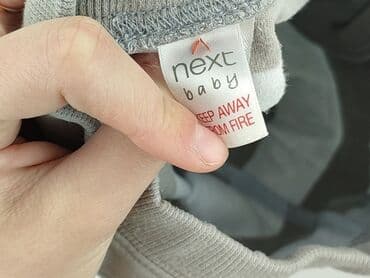 next
baby
KEEP AWAY
FROM FIRE